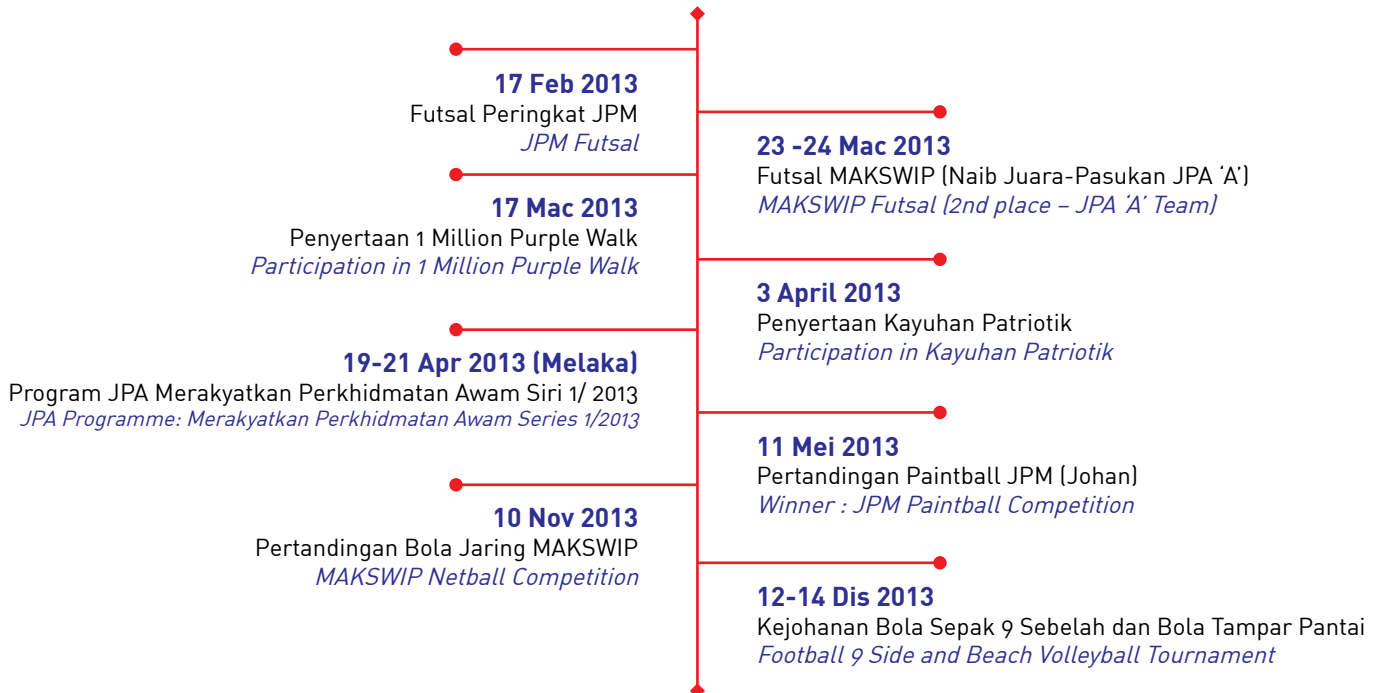 17 Feb 2013
Futsal Peringkat JPM
JPM Futsal
23 -24 Mac 2013
Futsal MAKSWIP (Naib Juara-Pasukan JPA ‘A’)
MAKSWIP Futsal (2nd place – JPA ‘A’ Team)
17 Mac 2013
Penyertaan 1 Million Purple Walk
Participation in 1 Million Purple Walk
3 April 2013
Penyertaan Kayuhan Patriotik
Participation in Kayuhan Patriotik
19-21 Apr 2013 (Melaka)
Program JPA Merakyatkan Perkhidmatan Awam Siri 1/ 2013
JPA Programme: Merakyatkan Perkhidmatan Awam Series 1/2013
11 Mei 2013
Pertandingan Paintball JPM (Johan)
Winner : JPM Paintball Competition
10 Nov 2013
Pertandingan Bola Jaring MAKSWIP
MAKSWIP Netball Competition
12-14 Dis 2013
Kejohanan Bola Sepak 9 Sebelah dan Bola Tampar Pantai
Football 9 Side and Beach Volleyball Tournament